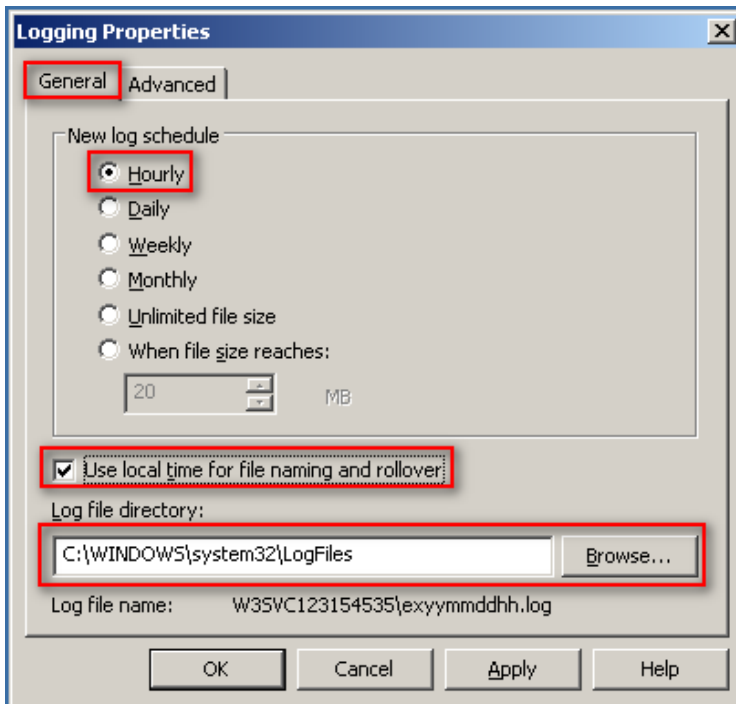 Logging Properties
General Advanced
New log schedule
Hourly
Daily
Weekly
Monthly
Unlimited file size
When file size reaches:
20 MB
Use local time for file naming and rollover
Log file directory:
C:\WINDOWS\system32\LogFiles Browse...
Log file name: W3SVC123154535\exyymmddhh.log
OK Cancel Apply Help